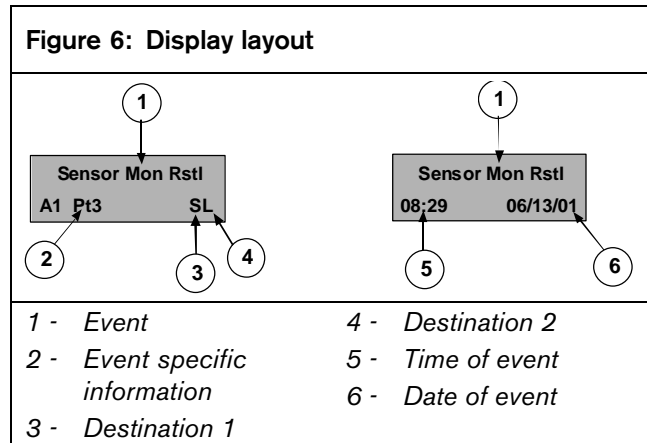 Figure 6: Display layout
1
1
Sensor Mon Rstl
A1 Pt3 SL
Sensor Mon Rstl
08:29 06/13/01
2
3
4
5
6
1 - Event
2 - Event specific
information
3 - Destination 1
4 - Destination 2
5 - Time of event
6 - Date of event